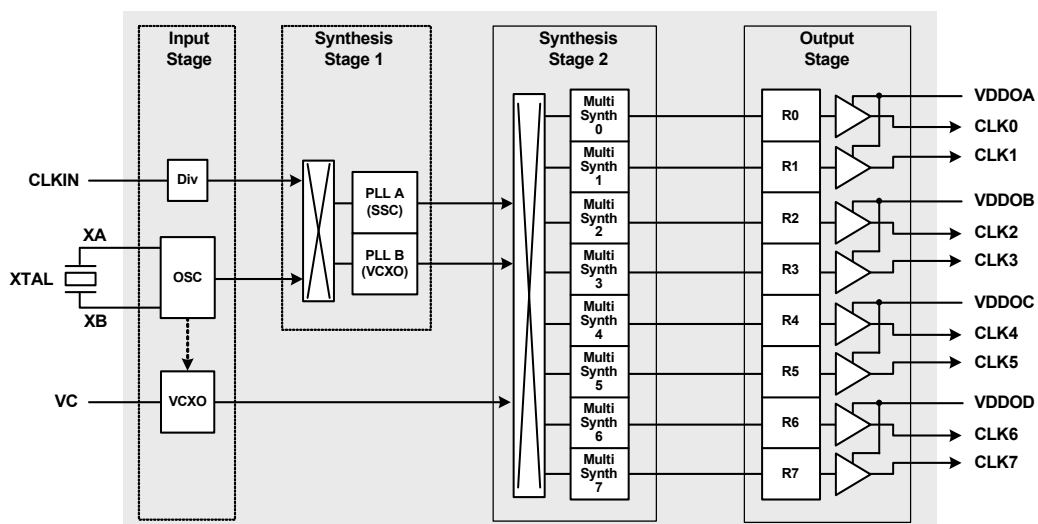 Input
Stage
Synthesis
Stage 1
Synthesis
Stage 2
Output
Stage
CLKIN
XA
XTAL
XB
VC
Div
OSC
VCXO
PLL A
(SSC)
PLL B
(VCXO)
Multi
Synth
0
Multi
Synth
1
Multi
Synth
2
Multi
Synth
3
Multi
Synth
4
Multi
Synth
5
Multi
Synth
6
Multi
Synth
7
R0
R1
R2
R3
R4
R5
R6
R7
VDDOA
CLK0
CLK1
VDDOB
CLK2
CLK3
VDDOC
CLK4
CLK5
VDDOD
CLK6
CLK7